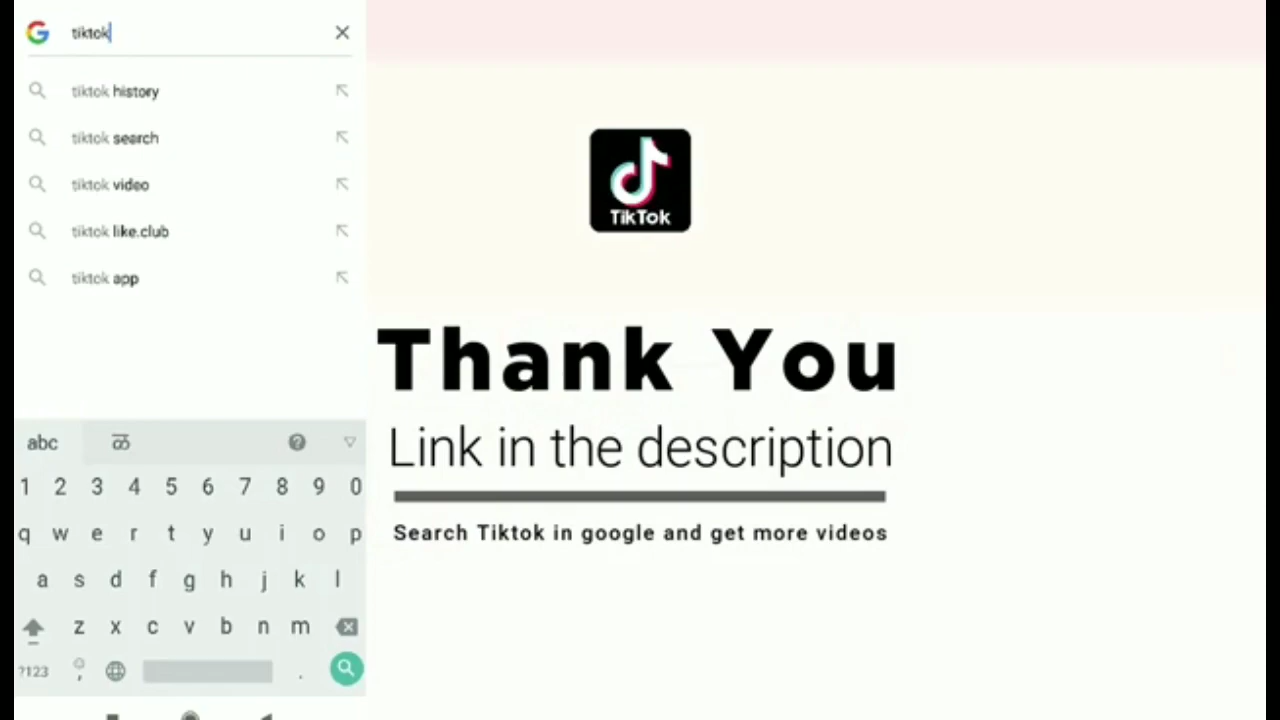 tiktok
tiktok history
tiktok search
tiktok video
tiktok like.club
tiktok app
abc
1 2 3 4 5 6 7 8 9 0
q w e r t y u i o p
a s d f g h j k l
z x c v b n m
?123 , .
TikTok
Thank You
Link in the description
Search Tiktok in google and get more videos